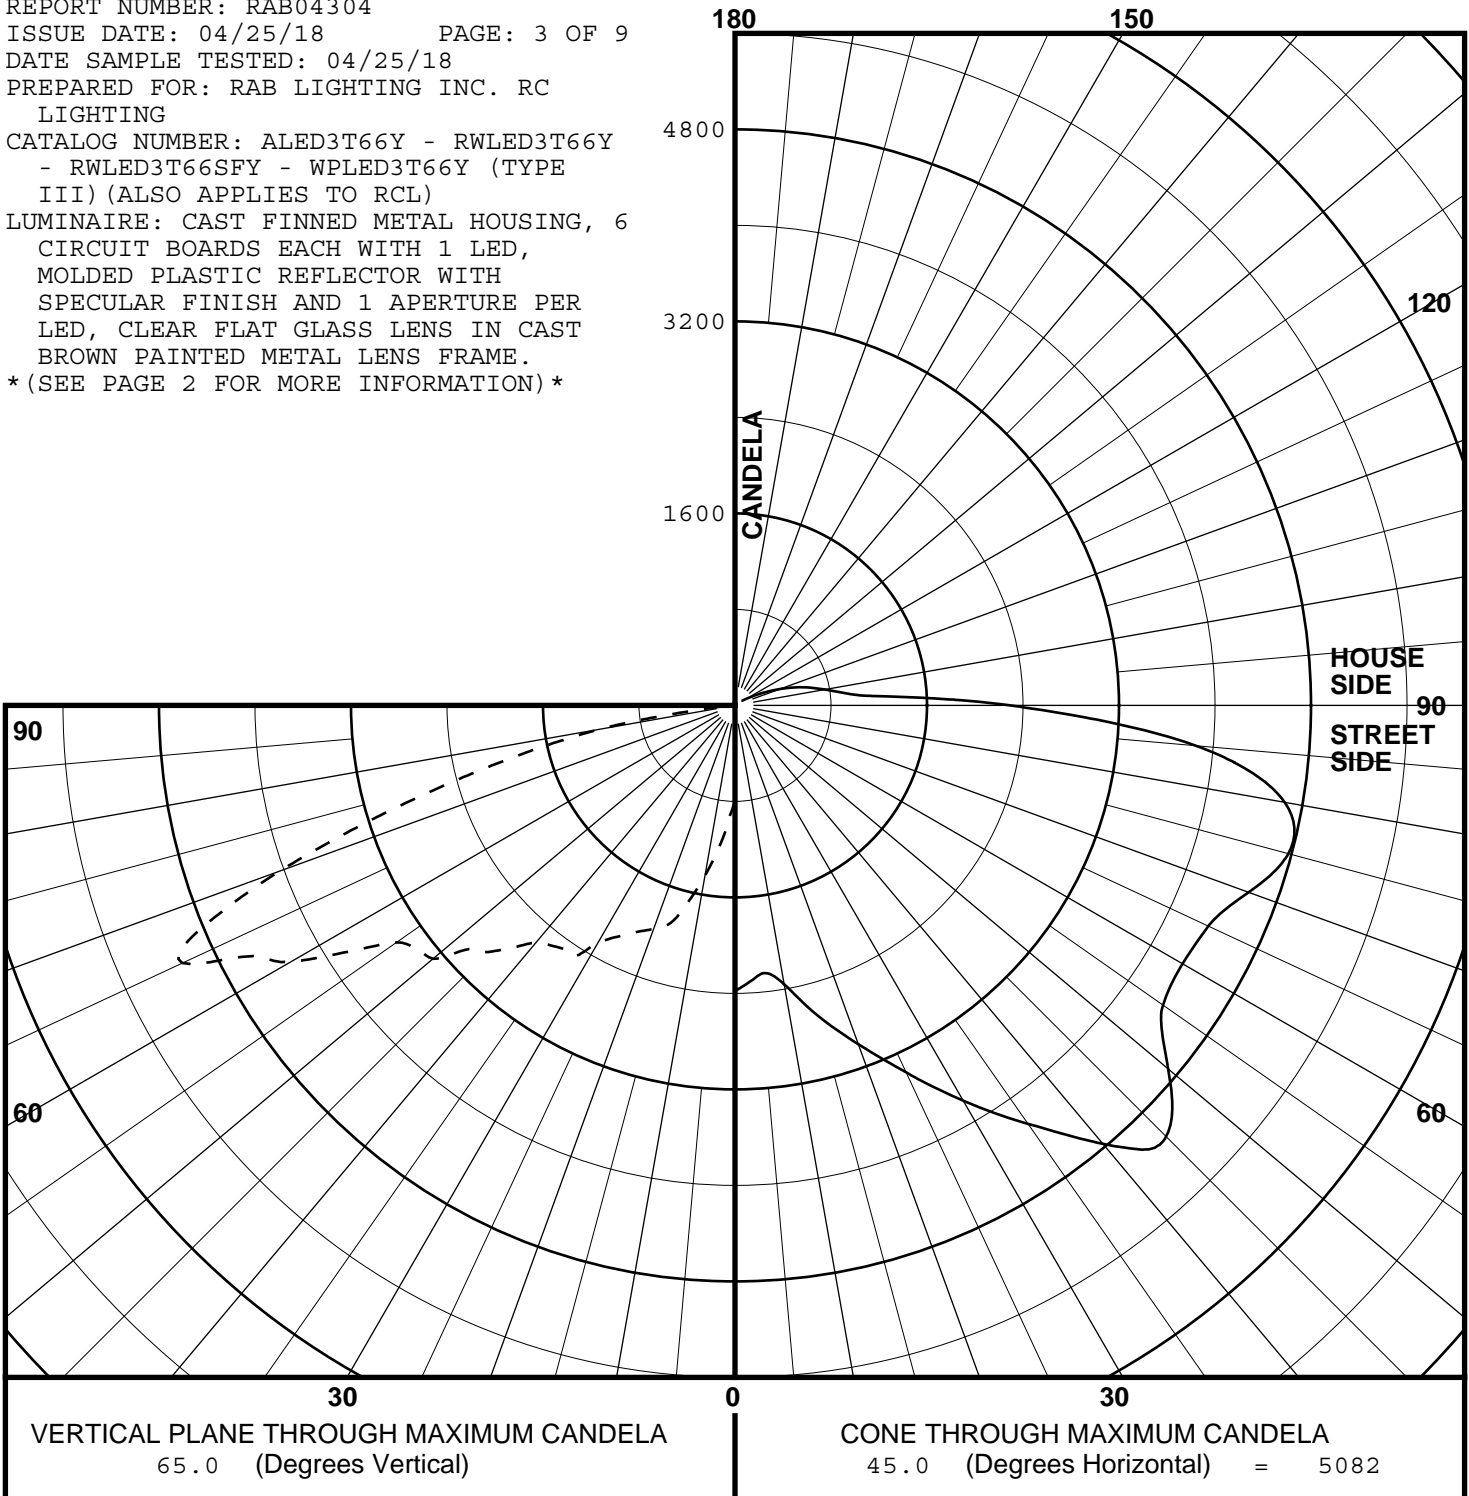 REPORT NUMBER: RAB04304
ISSUE DATE: 04/25/18 PAGE: 3 OF 9
DATE SAMPLE TESTED: 04/25/18
PREPARED FOR: RAB LIGHTING INC. RC
LIGHTING
CATALOG NUMBER: ALED3T66Y - RWLED3T66Y
- RWLED3T66SFY - WPLED3T66Y (TYPE
III)(ALSO APPLIES TO RCL)
LUMINAIRE: CAST FINNED METAL HOUSING, 6
CIRCUIT BOARDS EACH WITH 1 LED,
MOLDED PLASTIC REFLECTOR WITH
SPECULAR FINISH AND 1 APERTURE PER
LED, CLEAR FLAT GLASS LENS IN CAST
BROWN PAINTED METAL LENS FRAME.
*(SEE PAGE 2 FOR MORE INFORMATION)*
180
150
4800
120
3200
CANDELA
1600
HOUSE
SIDE
90
90
STREET
SIDE
60
60
30
0
30
VERTICAL PLANE THROUGH MAXIMUM CANDELA
65.0 (Degrees Vertical)
CONE THROUGH MAXIMUM CANDELA
45.0 (Degrees Horizontal) = 5082